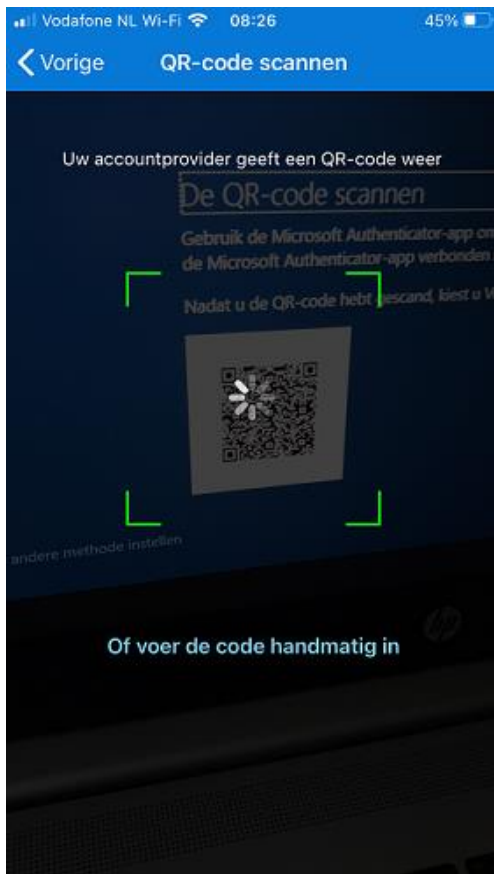 Vodafone NL Wi-Fi 08:26 45%
Vorige QR-code scannen
Uw accountprovider geeft een QR-code weer
De QR-code scannen
Gebruik de Microsoft Authenticator-app om
de Microsoft Authenticator-app verbonden
Nadat u de QR-code hebt gescand, kiest u
andere methode instellen
hp
Of voer de code handmatig in